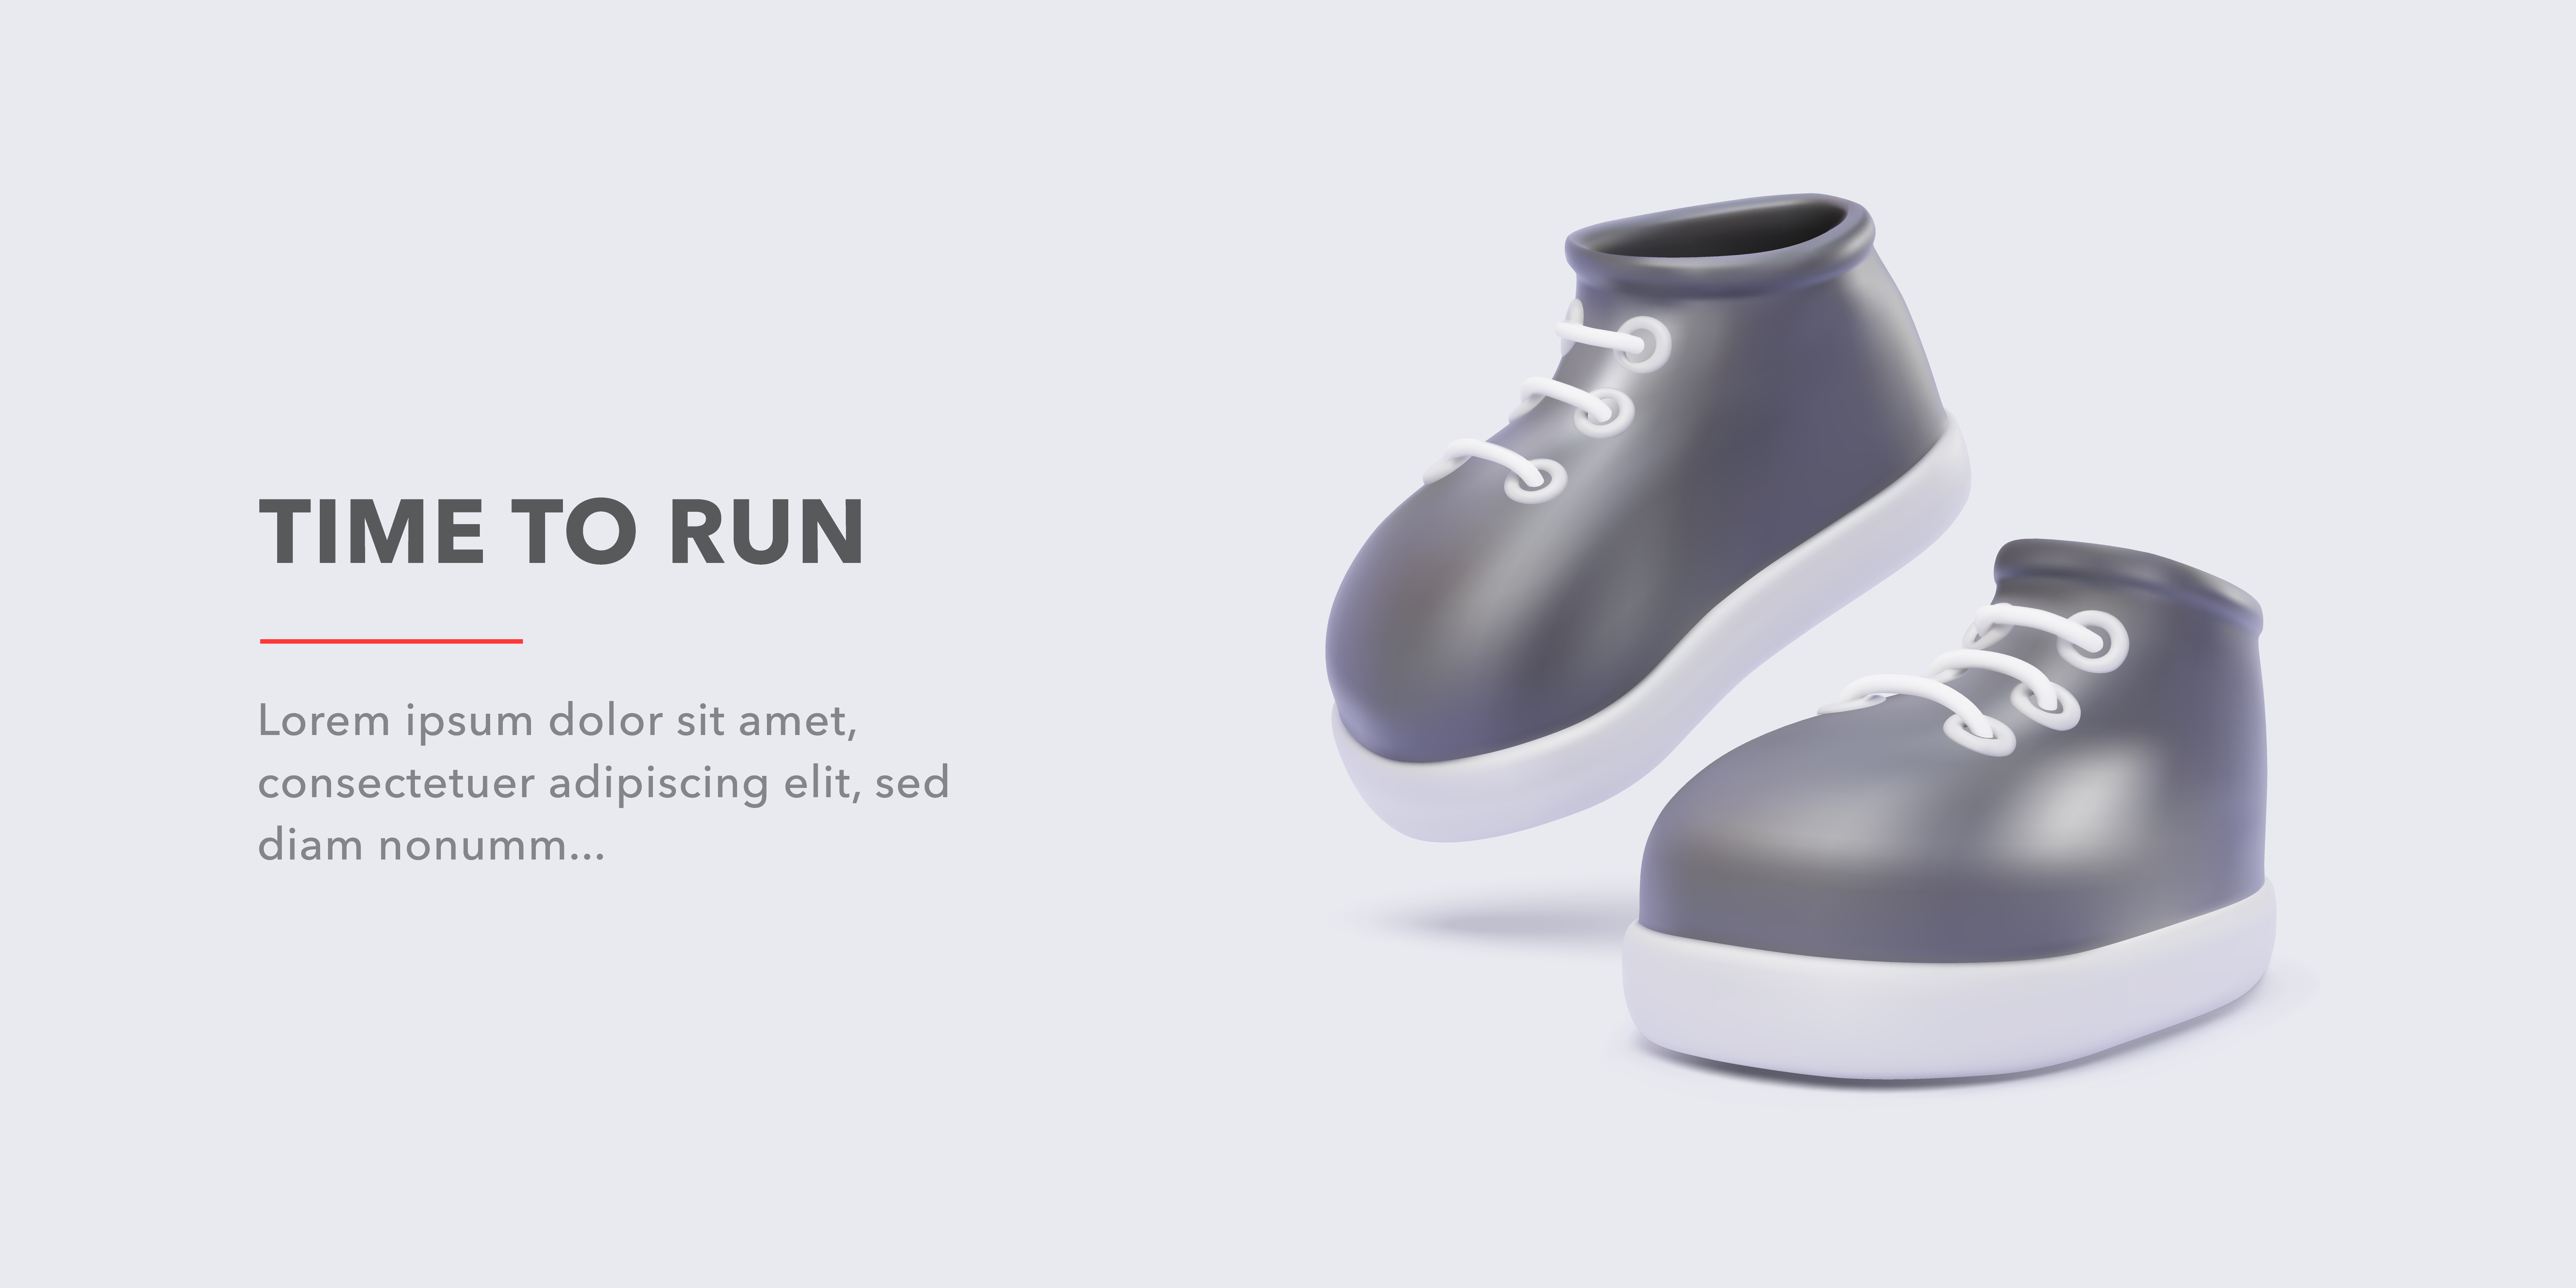 TIME TO RUN
Lorem ipsum dolor sit amet,
consectetuer adipiscing elit, sed
diam nonumm...